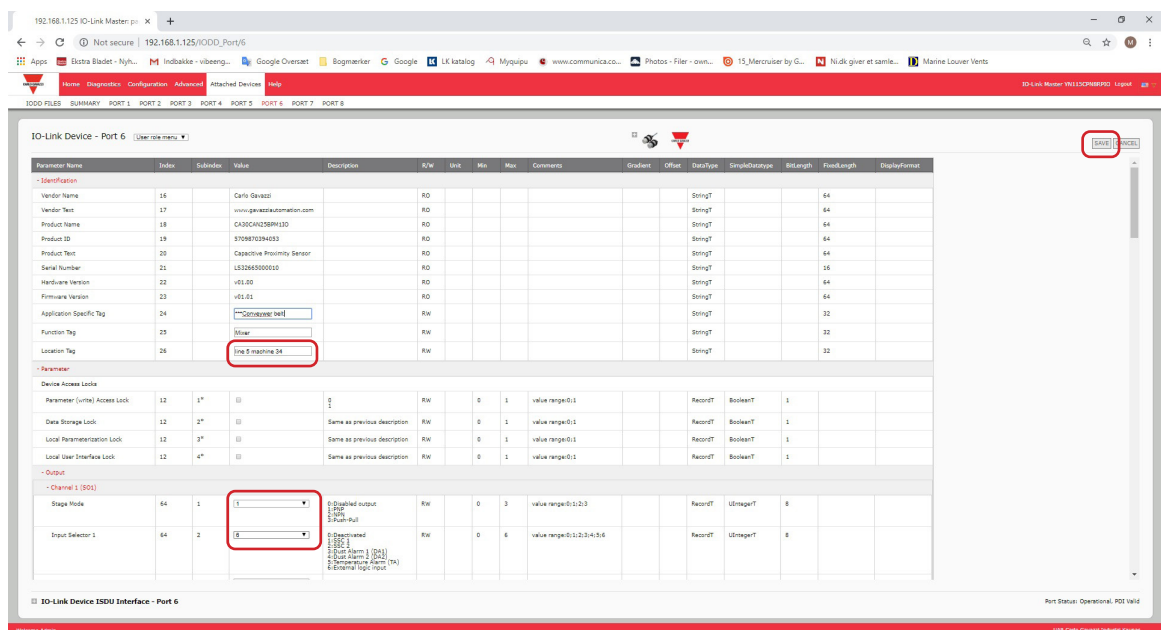 192.168.1.125 IO-Link Master: pa × +
Not secure | 192.168.1.125/IODD_Port/6
Apps Ekstra Bladet - Nyh... Indbakke - vibeeng... Google Oversæt Bogmærker Google LK katalog Myquipu www.communica.co... Photos - Filer - own... 15_Mercruiser by G... Ni.dk giver et samle... Marine Louver Vents
Home Diagnostics Configuration Advanced Attached Devices Help IO-Link Master Logout
IODD FILES SUMMARY PORT 1 PORT 2 PORT 3 PORT 4 PORT 5 PORT 6 PORT 7 PORT 8
IO-Link Device - Port 6 User role menu ▼
SAVE CANCEL
Parameter Name Index Subindex Value Description R/W Unit Min Max Comments Gradient Offset DataType SimpleDatatype BitLength FixedLength DisplayFormat
- Identification
Vendor Name 16 Carlo Gavazzi RO StringT 64
Vendor Text 17 www.gavazziautomation.com RO StringT 64
Product Name 18 CA30CAN25BPM1IO RO StringT 64
Product ID 19 5709870394053 RO StringT 64
Product Text 20 Capacitive Proximity Sensor RO StringT 64
Serial Number 21 LS32665000010 RO StringT 16
Hardware Version 22 v01.00 RO StringT 64
Firmware Version 23 v01.01 RO StringT 64
Application Specific Tag 24 ***Conveywer belt RW StringT 32
Function Tag 25 Mixer RW StringT 32
Location Tag 26 line 5 machine 34 RW StringT 32
- Parameter
Device Access Locks
Parameter (write) Access Lock 12 1* 0 RW 0 1 value range:0;1 RecordT BooleanT 1
1
Data Storage Lock 12 2* Same as previous description RW 0 1 value range:0;1 RecordT BooleanT 1
Local Parameterization Lock 12 3* Same as previous description RW 0 1 value range:0;1 RecordT BooleanT 1
Local User Interface Lock 12 4* Same as previous description RW 0 1 value range:0;1 RecordT BooleanT 1
- Output
- Channel 1 (SO1)
Stage Mode 64 1 1 ▼ 0:Disabled output RW 0 3 value range:0;1;2;3 RecordT UIntegerT 8
1:PNP
2:NPN
3:Push-Pull
Input Selector 1 64 2 6 ▼ 0:Deactivated RW 0 6 value range:0;1;2;3;4;5;6 RecordT UIntegerT 8
1:SSC 1
2:SSC 2
3:Dust Alarm 1 (DA1)
4:Dust Alarm 2 (DA2)
5:Temperature Alarm (TA)
6:External logic input
IO-Link Device ISDU Interface - Port 6 Port Status: Operational, PDI Valid